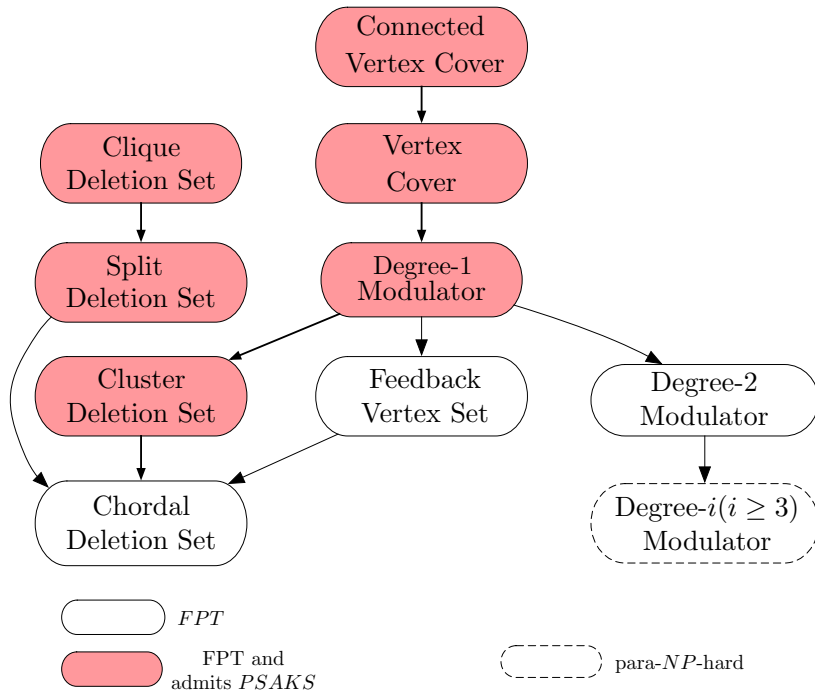 Connected
Vertex Cover
Clique
Deletion Set
Vertex
Cover
Split
Deletion Set
Degree-1
Modulator
Cluster
Deletion Set
Feedback
Vertex Set
Degree-2
Modulator
Chordal
Deletion Set
Degree-i(i ≥ 3)
Modulator
FPT
FPT and
admits PSAKS
para-NP-hard